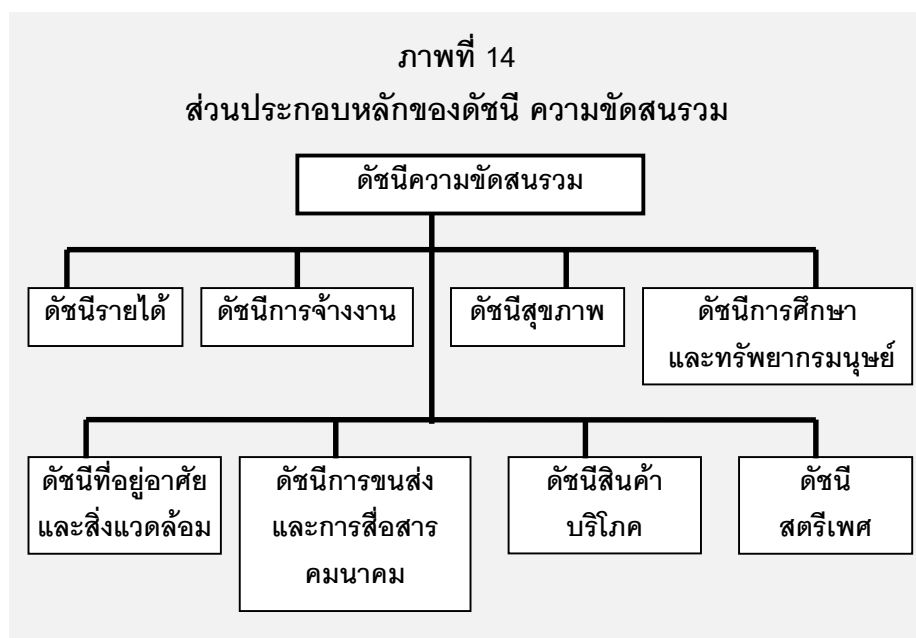 ภาพที่ 14
ส่วนประกอบหลักของดัชนี ความขัดสนรวม
ดัชนีความขัดสนรวม
ดัชนีรายได้
ดัชนีการจ้างงาน
ดัชนีสุขภาพ
ดัชนีการศึกษา
และทรัพยากรมนุษย์
ดัชนีที่อยู่อาศัย
และสิ่งแวดล้อม
ดัชนีการขนส่ง
และการสื่อสาร
คมนาคม
ดัชนีสินค้า
บริโภค
ดัชนี
สตรีเพศ